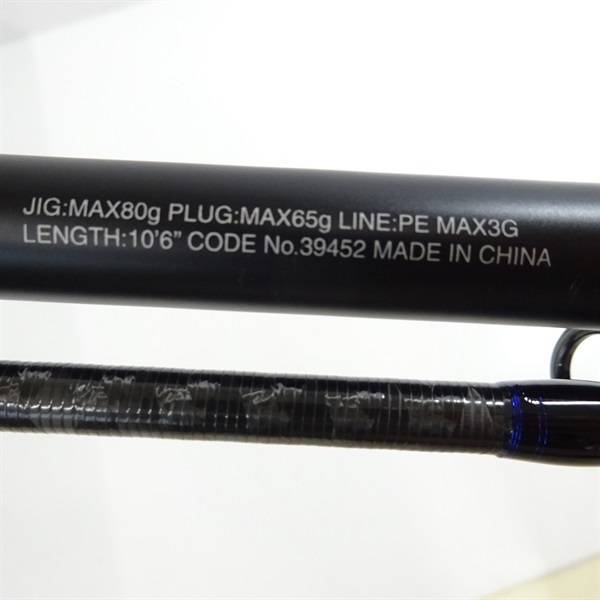 JIG:MAX80g PLUG:MAX65g LINE:PE MAX3G
LENGTH:10'6” CODE No.39452 MADE IN CHINA